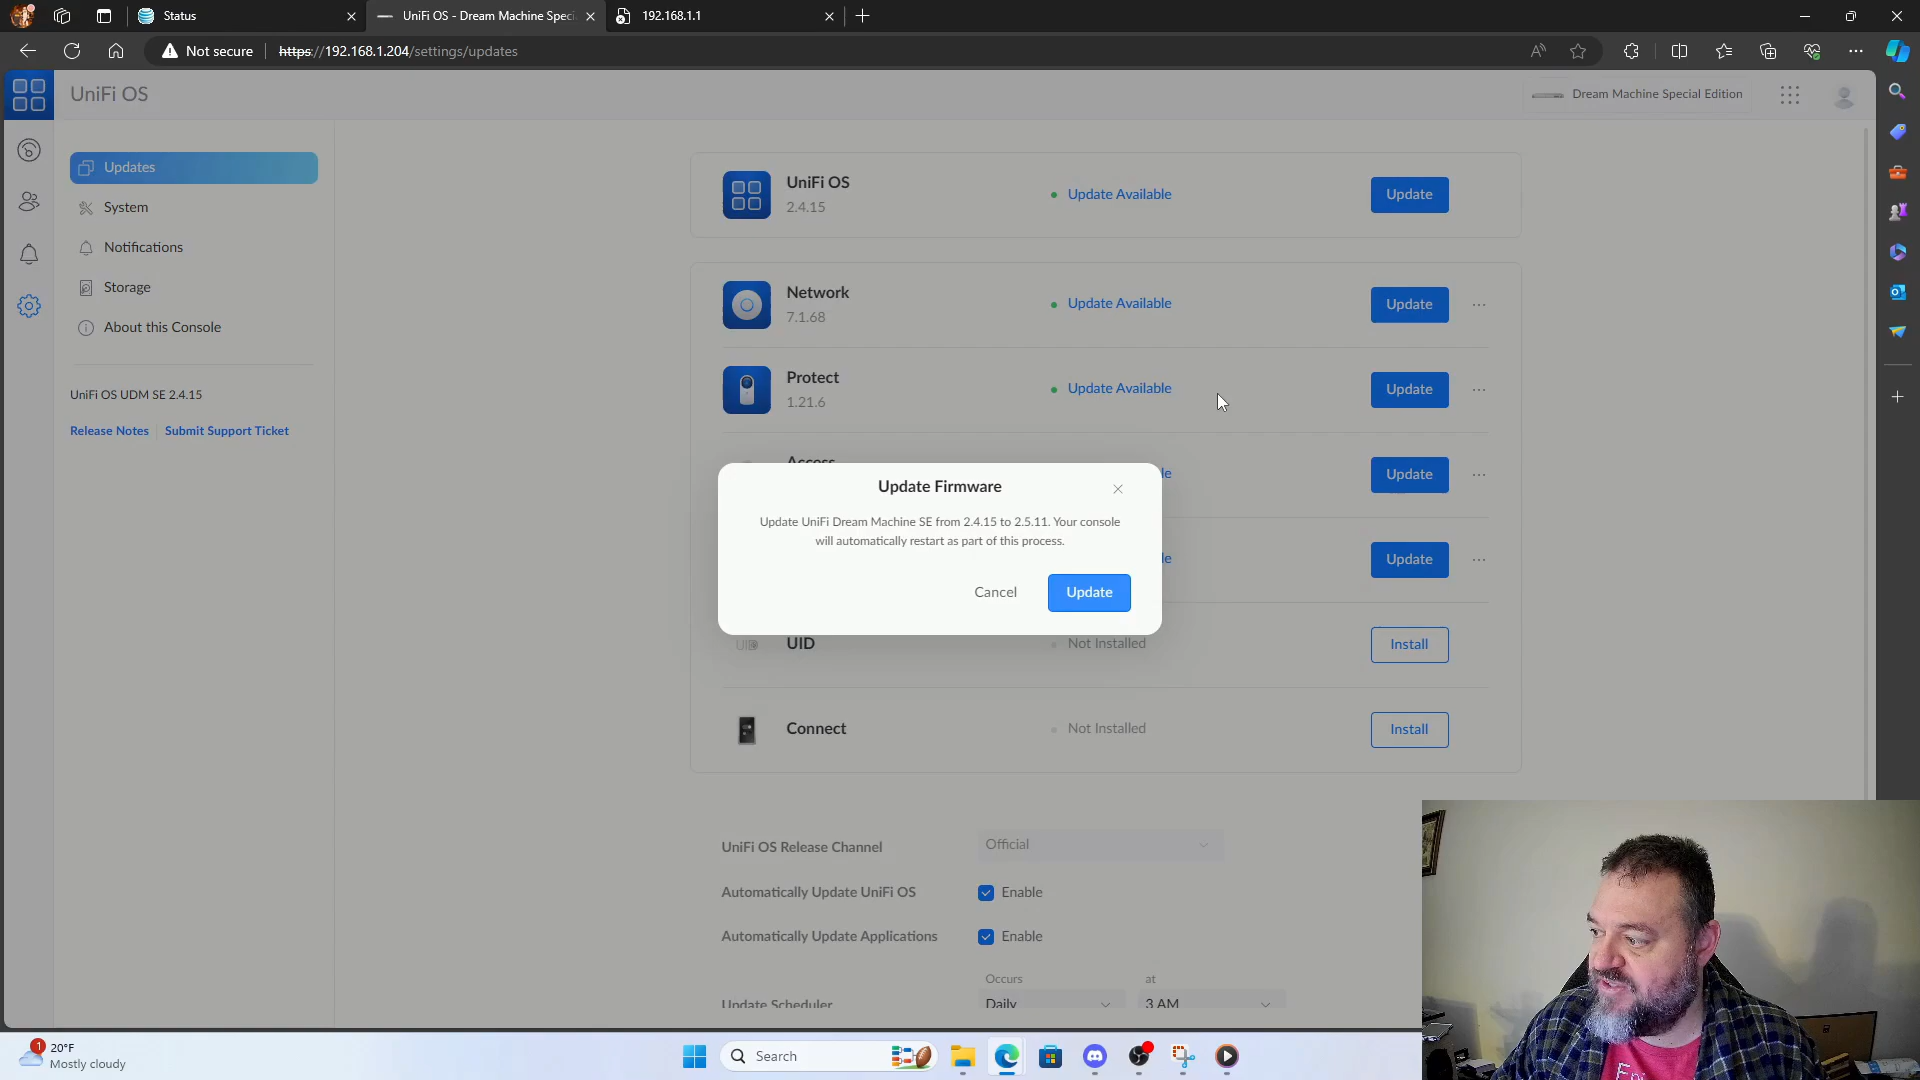 Status
UniFi OS - Dream Machine Speci
192.168.1.1
Not secure
https://192.168.1.204/settings/updates
UniFi OS
Dream Machine Special Edition
Updates
System
Notifications
Storage
About this Console
UniFi OS UDM SE 2.4.15
Release Notes
Submit Support Ticket
UniFi OS
2.4.15
Update Available
Update
Network
7.1.68
Update Available
Update
Protect
1.21.6
Update Available
Update
Access
le
Update
Update Firmware
Update UniFi Dream Machine SE from 2.4.15 to 2.5.11. Your console
will automatically restart as part of this process.
Cancel
Update
le
Update
UID
UID
Not Installed
Install
Connect
Not Installed
Install
UniFi OS Release Channel
Official
Automatically Update UniFi OS
Enable
Automatically Update Applications
Enable
Occurs
at
Update Scheduler
Daily
3 AM
1
20°F
Mostly cloudy
Search